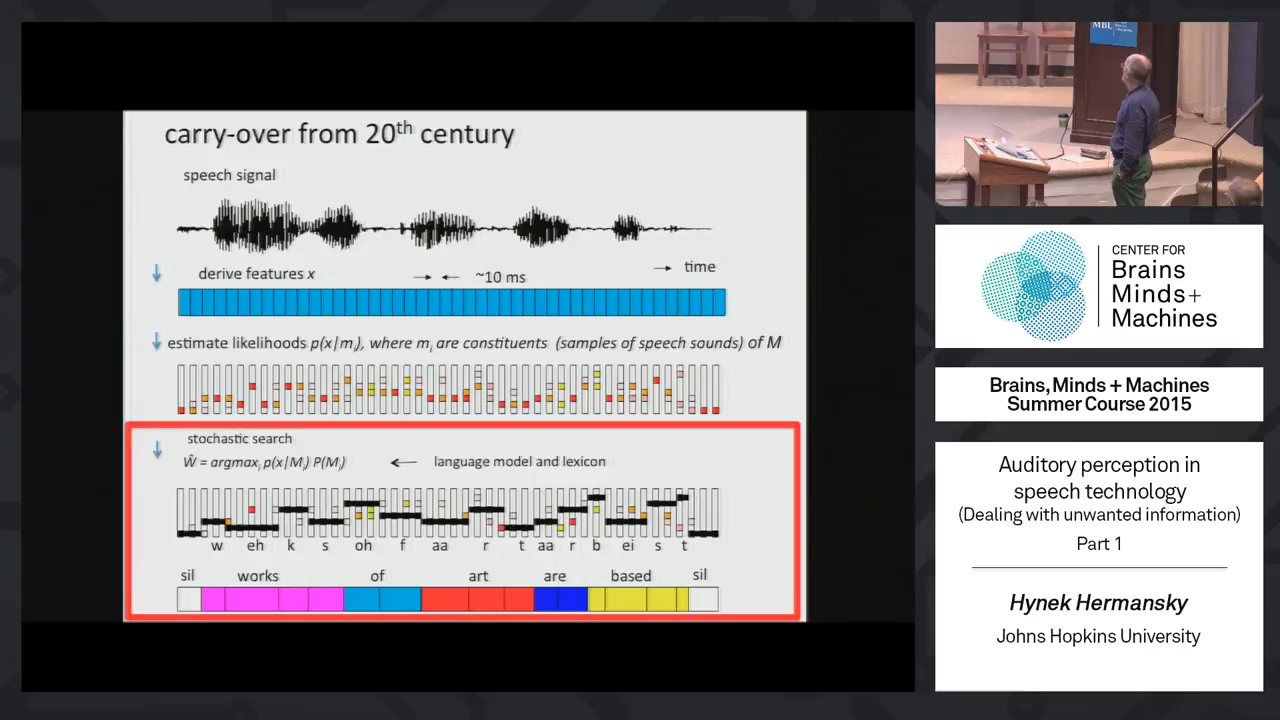 carry-over from 20th century
speech signal
derive features x
~10 ms
time
estimate likelihoods p(x|mi), where mi are constituents (samples of speech sounds) of M
stochastic search
Ŵ = argmaxi p(x|Mi) P(Mi)
language model and lexicon
w eh k s oh f aa r t aa r b ei s t
sil works of art are based sil
MBL
CENTER FOR
Brains
Minds+
Machines
Brains, Minds + Machines
Summer Course 2015
Auditory perception in
speech technology
(Dealing with unwanted information)
Part 1
Hynek Hermansky
Johns Hopkins University